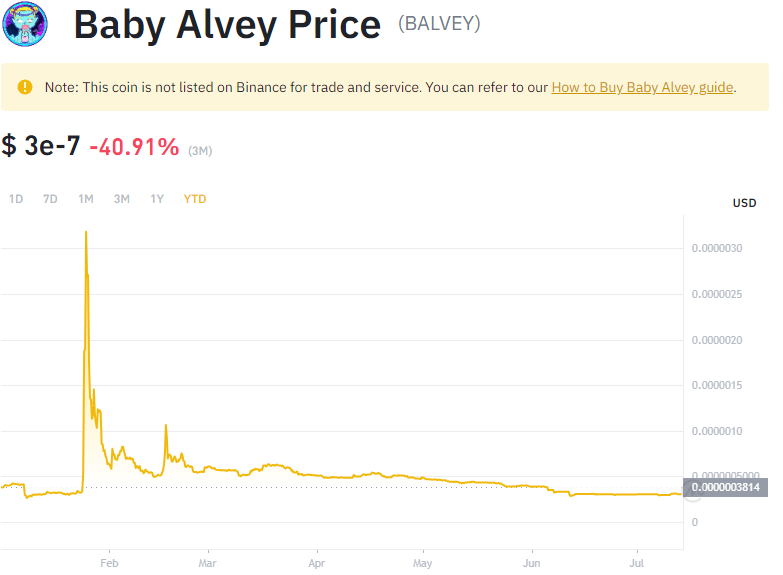 Baby Alvey Price (BALVEY)
Note: This coin is not listed on Binance for trade and service. You can refer to our How to Buy Baby Alvey guide.
$ 3e-7 -40.91% (3M)
1D 7D 1M 3M 1Y YTD
USD
0.0000030
0.0000025
0.0000020
0.0000015
0.0000010
0.0000005000
0.0000003814
0
Feb Mar Apr May Jun Jul